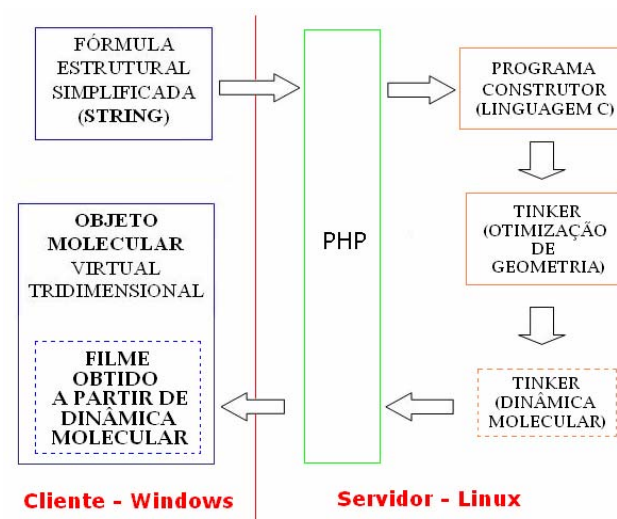 FÓRMULA
ESTRUTURAL
SIMPLIFICADA
(STRING)
PROGRAMA
CONSTRUTOR
(LINGUAGEM C)
PHP
TINKER
(OTIMIZAÇÃO
DE
GEOMETRIA)
OBJETO
MOLECULAR
VIRTUAL
TRIDIMENSIONAL
FILME
OBTIDO
A PARTIR DE
DINÂMICA
MOLECULAR
TINKER
(DINÂMICA
MOLECULAR)
Cliente - Windows
Servidor - Linux